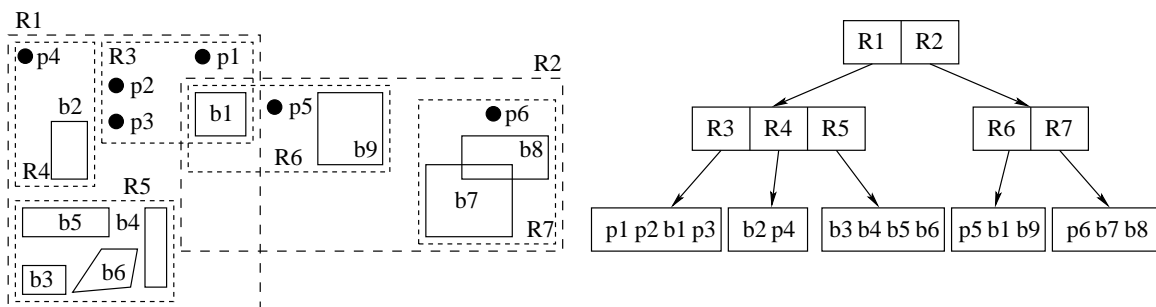 R1
p4
R3
p1
p2
b2
p3
R4
R5
b5
b4
b3
b6
R2
b1
p5
b9
R6
p6
b8
b7
R7
R1 R2
R3 R4 R5
R6 R7
p1 p2 b1 p3
b2 p4
b3 b4 b5 b6
p5 b1 b9
p6 b7 b8